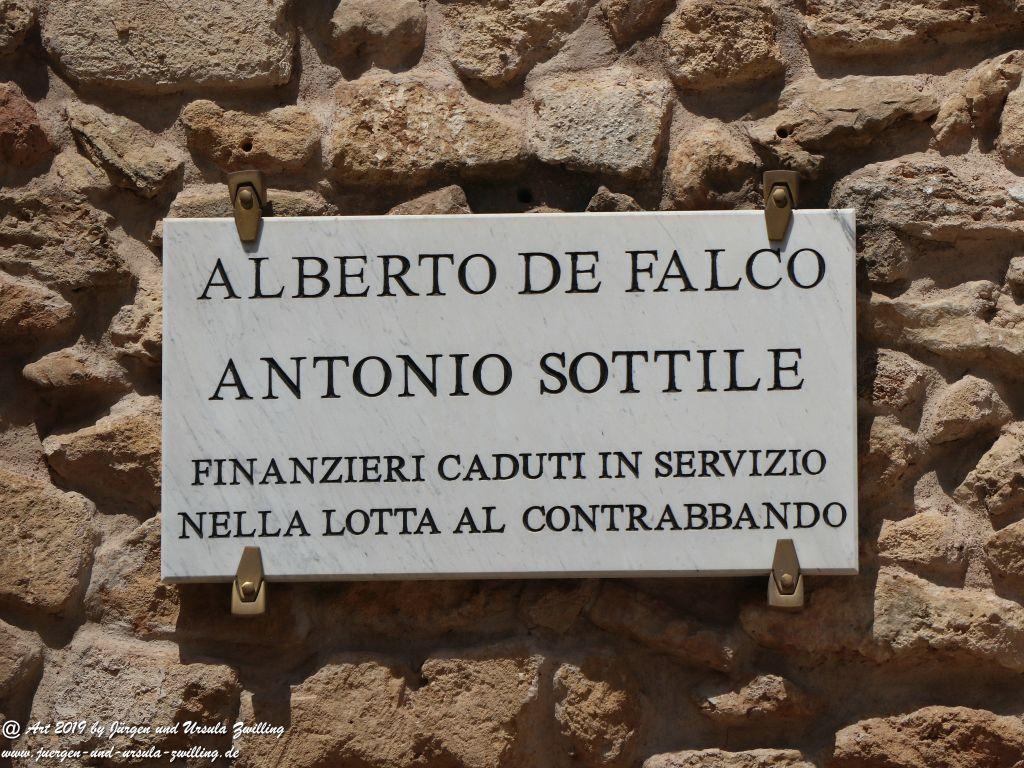 ALBERTO DE FALCO
ANTONIO SOTTILE
FINANZIERI CADUTI IN SERVIZIO
NELLA LOTTA AL CONTRABBANDO
@ Art 2019 by Jürgen und Ursula Zwilling
www.juergen-und-ursula-zwilling.de